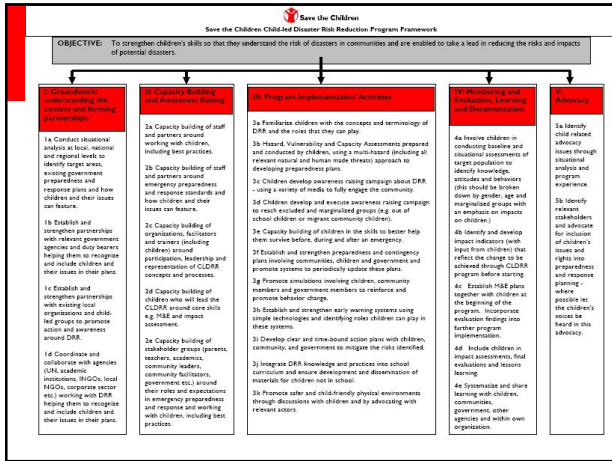 Save the Children
Save the Children Child-led Disaster Risk Reduction Program Framework
OBJECTIVE: To strengthen children's skills so that they understand the risk of disasters in communities and are enabled to take a lead in reducing the risks and impacts
of potential disasters.
I: Groundwork:
understanding the
context and forming
partnerships.
1a Conduct situational
analysis at local, national
and regional levels to
identify target areas,
existing government
preparedness and
response plans and how
children and their issues
can feature.
1b Establish and
strengthen partnerships
with relevant government
agencies and duty bearers
helping them to recognize
and include children and
their issues in their plans.
1c Establish and
strengthen partnerships
with existing local
organizations and child-
led groups to promote
action and awareness
around DRR.
1d Coordinate and
collaborate with agencies
(UN, academic
institutions, INGOs, local
NGOs, corporate sector
etc.) working with DRR
helping them to recognize
and include children and
their issues in their plans.
II: Capacity Building
and Awareness Raising
2a Capacity building of staff
and partners around
working with children,
including best practices.
2b Capacity building of
staff and partners around
emergency preparedness
and response standards and
how children and their
issues can feature.
2c Capacity building of
organizations, facilitators
and trainers (including
children) around
participation, leadership and
representation of CLDRR
concepts and processes.
2d Capacity building of
children who will lead the
CLDRR around core skills
e.g. M&E and impact
assessment.
2e Capacity building of
stakeholder groups (parents,
teachers, academics,
community leaders,
community facilitators,
government etc.) around
their roles and expectations
in emergency preparedness
and response and working
with children, including best
practices.
III: Program Implementation/ Activities
3a Familiarize children with the concepts and terminology of
DRR and the roles that they can play.
3b Hazard, Vulnerability and Capacity Assessments prepared
and conducted by children, using a multi-hazard (including all
relevant natural and human made threats) approach to
developing preparedness plans.
3c Children develop awareness raising campaign about DRR
- using a variety of media to fully engage the community.
3d Children develop and execute awareness raising campaign
to reach excluded and marginalized groups (e.g. out of
school children or migrant community children).
3e Capacity building of children in the skills to better help
them survive before, during and after an emergency.
3f Establish and strengthen preparedness and contingency
plans involving communities, children and government and
promote systems to periodically update these plans.
3g Promote simulations involving children, community
members and government members to reinforce and
promote behavior change.
3h Establish and strengthen early warning systems using
simple technologies and identifying roles children can play in
these systems.
3i Develop clear and time-bound action plans with children,
community, and government to mitigate the risks identified.
3j Integrate DRR knowledge and practices into school
curriculum and ensure development and dissemination of
materials for children not in school.
3k Promote safer and child-friendly physical environments
through discussions with children and by advocating with
relevant actors.
IV: Monitoring and
Evaluation, Learning
and Documentation
4a Involve children in
conducting baseline and
situational assessments of
target population to
identify knowledge,
attitudes and behaviors
(this should be broken
down by gender, age and
marginalized groups with
an emphasis on impacts
on children.)
4b Identify and develop
impact indicators (with
input from children) that
reflect the change to be
achieved through CLDRR
program before starting.
4c Establish M&E plans
together with children at
the beginning of the
program. Incorporate
evaluation findings into
further program
implementation.
4d Include children in
impact assessments, final
evaluations and lessons
learning.
4e Systematize and share
learning with children,
communities,
government, other
agencies and within own
organization.
V:
Advocacy
5a Identify
child related
advocacy
issues through
situational
analysis and
program
experience.
5b Identify
relevant
stakeholders
and advocate
for inclusion of
children's
issues and
rights into
preparedness
and response
planning -
where
possible let
the children's
voices be
heard in this
advocacy.